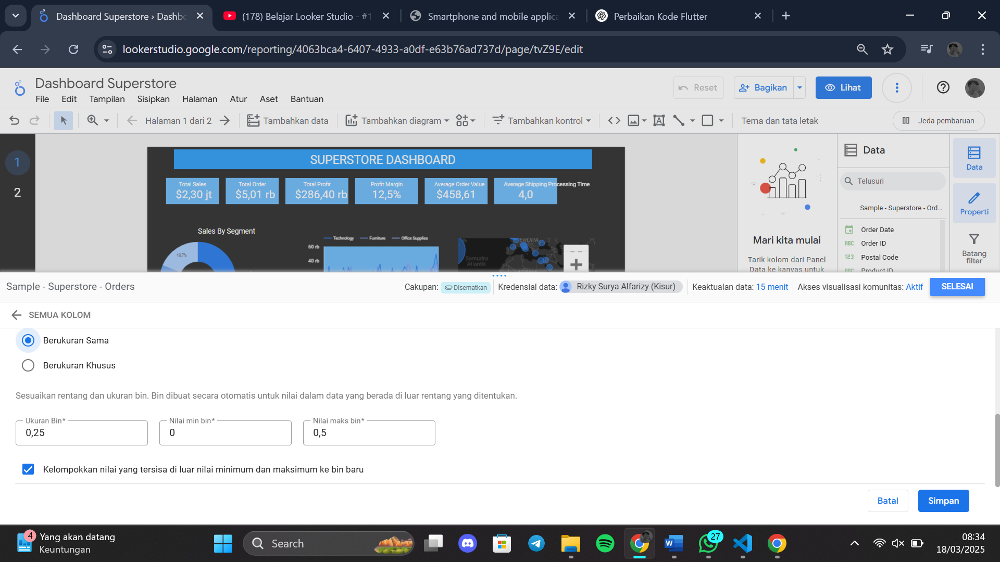 Dashboard Superstore › Dashbo
(178) Belajar Looker Studio - #1
Smartphone and mobile applica
Perbaikan Kode Flutter
lookerstudio.google.com/reporting/4063bca4-6407-4933-a0df-e63b76ad737d/page/tvZ9E/edit
Dashboard Superstore
File Edit Tampilan Sisipkan Halaman Atur Aset Bantuan
Reset
Bagikan
Lihat
Halaman 1 dari 2
Tambahkan data
Tambahkan diagram
Tambahkan kontrol
Tema dan tata letak
Jeda pembaruan
1
2
SUPERSTORE DASHBOARD
Total Sales
$2,30 jt
Total Order
$5,01 rb
Total Profit
$286,40 rb
Profit Margin
12,5%
Average Order Value
$458,61
Average Shipping Processing Time
4,0
Sales By Segment
18,7%
Technology Furniture Office Supplies
60 rb
40 rb
EROPA
Samudra
Atlantik
AFRIKA
Mari kita mulai
Tarik kolom dari Panel
Data ke kanvas untuk
Data
Telusuri
Sample - Superstore - Ord...
Order Date
ABC Order ID
123 Postal Code
ABC Product ID
Data
Properti
Batang
filter
Sample - Superstore - Orders
Cakupan: Disematkan
Kredensial data: Rizky Surya Alfarizy (Kisur)
Keaktualan data: 15 menit
Akses visualisasi komunitas: Aktif
SELESAI
SEMUA KOLOM
Berukuran Sama
Berukuran Khusus
Sesuaikan rentang dan ukuran bin. Bin dibuat secara otomatis untuk nilai dalam data yang berada di luar rentang yang ditentukan.
Ukuran Bin*
0,25
Nilai min bin*
0
Nilai maks bin*
0,5
Kelompokkan nilai yang tersisa di luar nilai minimum dan maksimum ke bin baru
Batal
Simpan
4
Yang akan datang
Keuntungan
Search
27
08:34
18/03/2025